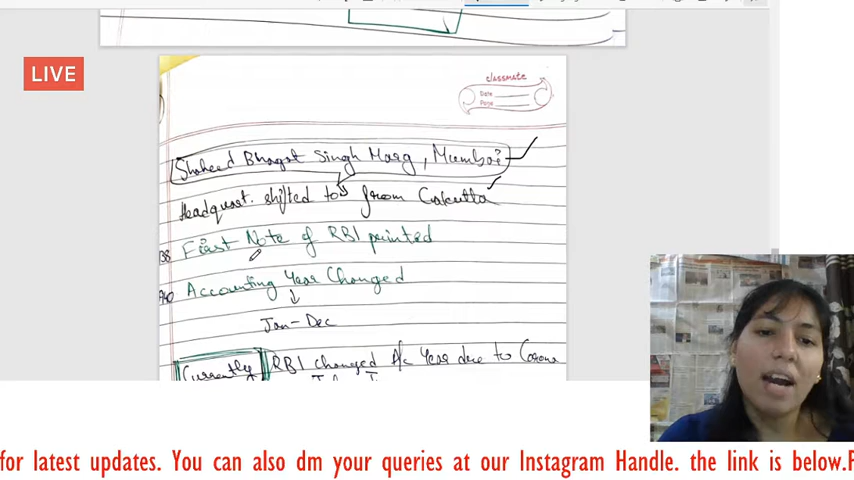 LIVE
classmate
Date
Page
Shaheed Bhagat Singh Marg, Mumbai
Headquat. shifted to from Calcutta
38 First Note of RBI printed
Accounting Year Changed
Jan-Dec
Currently RBI changed A/c Year due to Corona
for latest updates. You can also dm your queries at our Instagram Handle. the link is below.